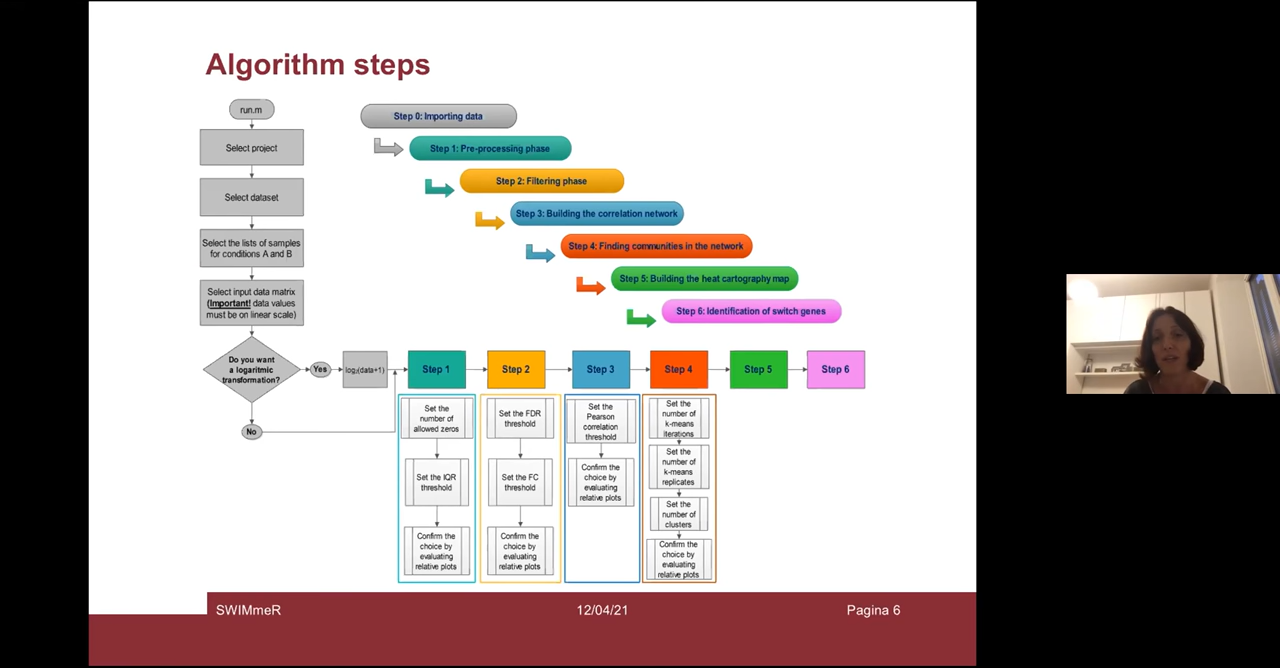 Algorithm steps
run.m
Select project
Select dataset
Select the lists of samples
for conditions A and B
Select input data matrix
(Important! data values
must be on linear scale)
Do you want
a logaritmic
transformation?
Yes
No
log2(data+1)
Step 0: Importing data
Step 1: Pre-processing phase
Step 2: Filtering phase
Step 3: Building the correlation network
Step 4: Finding communities in the network
Step 5: Building the heat cartography map
Step 6: Identification of switch genes
Step 1
Step 2
Step 3
Step 4
Step 5
Step 6
Set the
number of
allowed zeros
Set the IQR
threshold
Confirm the
choice by
evaluating
relative plots
Set the FDR
threshold
Set the FC
threshold
Confirm the
choice by
evaluating
relative plots
Set the
Pearson
correlation
threshold
Confirm the
choice by
evaluating
relative plots
Set the
number of
k-means
iterations
Set the
number of
k-means
replicates
Set the
number of
clusters
Confirm the
choice by
evaluating
relative plots
SWIMmeR
12/04/21
Pagina 6